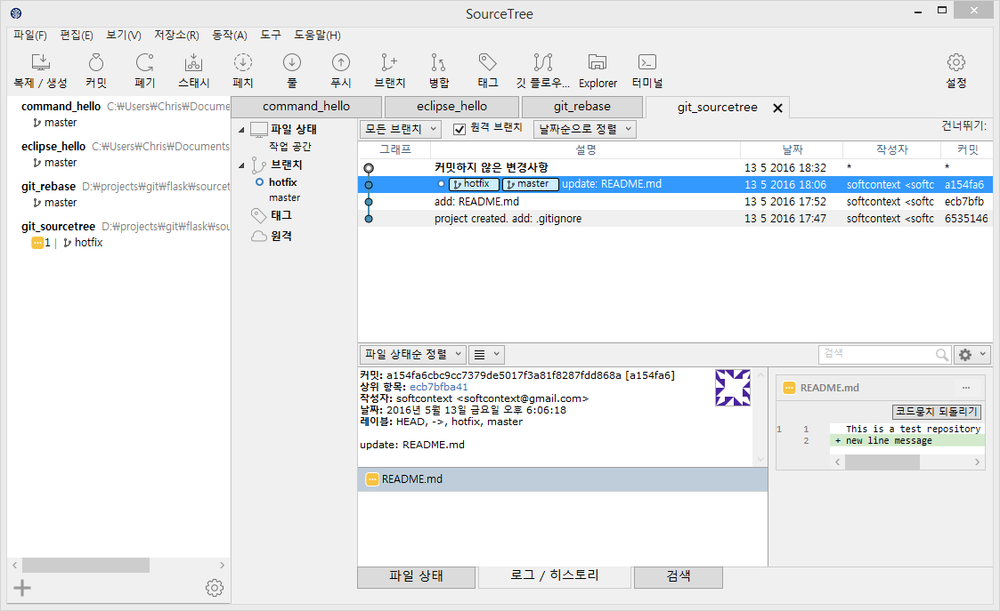 SourceTree
파일(F) 편집(E) 보기(V) 저장소(R) 동작(A) 도구 도움말(H)
복제 / 생성 커밋 폐기 스태시 페치 풀 푸시 브랜치 병합 태그 깃 플로우... Explorer 터미널 설정
command_hello C:\Users\Chris\Docume
master
eclipse_hello C:\Users\Chris\Documents
master
git_rebase D:\projects\git\flask\sourcet
master
git_sourcetree D:\projects\git\flask\sou
1 | hotfix
command_hello eclipse_hello git_rebase git_sourcetree
파일 상태
작업 공간
브랜치
hotfix
master
태그
원격
모든 브랜치 원격 브랜치 날짜순으로 정렬 건너뛰기:
그래프 설명 날짜 작성자 커밋
커밋하지 않은 변경사항 13 5 2016 18:32 * *
hotfix master update: README.md 13 5 2016 18:06 softcontext <softc a154fa6
add: README.md 13 5 2016 17:52 softcontext <softc ecb7bfb
project created. add: .gitignore 13 5 2016 17:47 softcontext <softc 6535146
파일 상태순 정렬 검색
커밋: a154fa6cbc9cc7379de5017f3a81f8287fdd868a [a154fa6]
상위 항목: ecb7bfba41
작성자: softcontext <softcontext@gmail.com>
날짜: 2016년 5월 13일 금요일 오후 6:06:18
레이블: HEAD, ->, hotfix, master
update: README.md
README.md
README.md ...
코드뭉치 되돌리기
1 1 This is a test repository
2 + new line message
파일 상태 로그 / 히스토리 검색